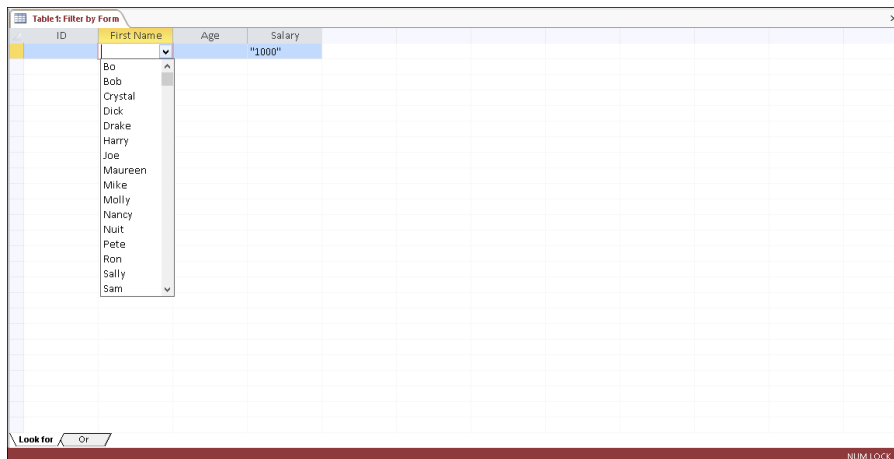 Table1: Filter by Form
ID First Name Age Salary
"1000"
Bo
Bob
Crystal
Dick
Drake
Harry
Joe
Maureen
Mike
Molly
Nancy
Nuit
Pete
Ron
Sally
Sam
Look for Or
NUM LOCK